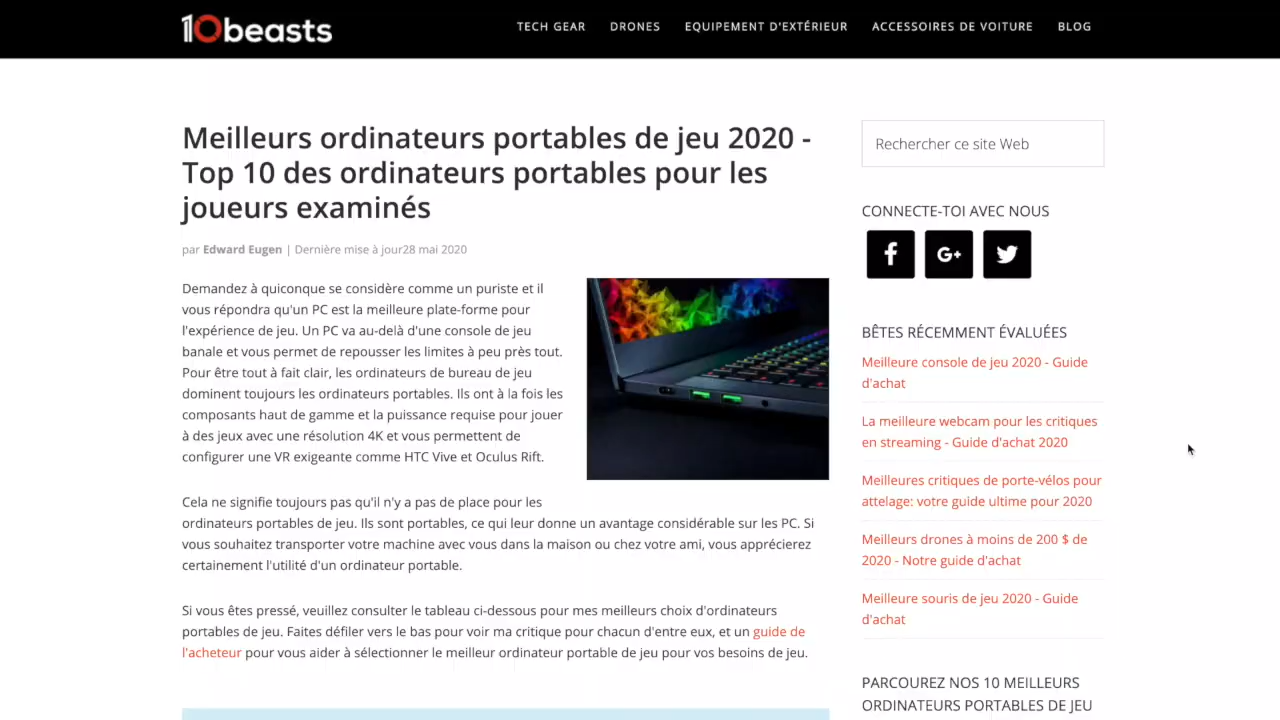 10beasts
TECH GEAR
DRONES
EQUIPEMENT D'EXTÉRIEUR
ACCESSOIRES DE VOITURE
BLOG
Meilleurs ordinateurs portables de jeu 2020 -
Top 10 des ordinateurs portables pour les
joueurs examinés
par Edward Eugen | Dernière mise à jour28 mai 2020
Demandez à quiconque se considère comme un puriste et il
vous répondra qu'un PC est la meilleure plate-forme pour
l'expérience de jeu. Un PC va au-delà d'une console de jeu
banale et vous permet de repousser les limites à peu près tout.
Pour être tout à fait clair, les ordinateurs de bureau de jeu
dominent toujours les ordinateurs portables. Ils ont à la fois les
composants haut de gamme et la puissance requise pour jouer
à des jeux avec une résolution 4K et vous permettent de
configurer une VR exigeante comme HTC Vive et Oculus Rift.
Cela ne signifie toujours pas qu'il n'y a pas de place pour les
ordinateurs portables de jeu. Ils sont portables, ce qui leur donne un avantage considérable sur les PC. Si
vous souhaitez transporter votre machine avec vous dans la maison ou chez votre ami, vous apprécierez
certainement l'utilité d'un ordinateur portable.
Si vous êtes pressé, veuillez consulter le tableau ci-dessous pour mes meilleurs choix d'ordinateurs
portables de jeu. Faites défiler vers le bas pour voir ma critique pour chacun d'entre eux, et un guide de
l'acheteur pour vous aider à sélectionner le meilleur ordinateur portable de jeu pour vos besoins de jeu.
Rechercher ce site Web
CONNECTE-TOI AVEC NOUS
f
G+
BÊTES RÉCEMMENT ÉVALUÉES
Meilleure console de jeu 2020 - Guide
d'achat
La meilleure webcam pour les critiques
en streaming - Guide d'achat 2020
Meilleures critiques de porte-vélos pour
attelage: votre guide ultime pour 2020
Meilleurs drones à moins de 200 $ de
2020 - Notre guide d'achat
Meilleure souris de jeu 2020 - Guide
d'achat
PARCOUREZ NOS 10 MEILLEURS
ORDINATEURS PORTABLES DE JEU